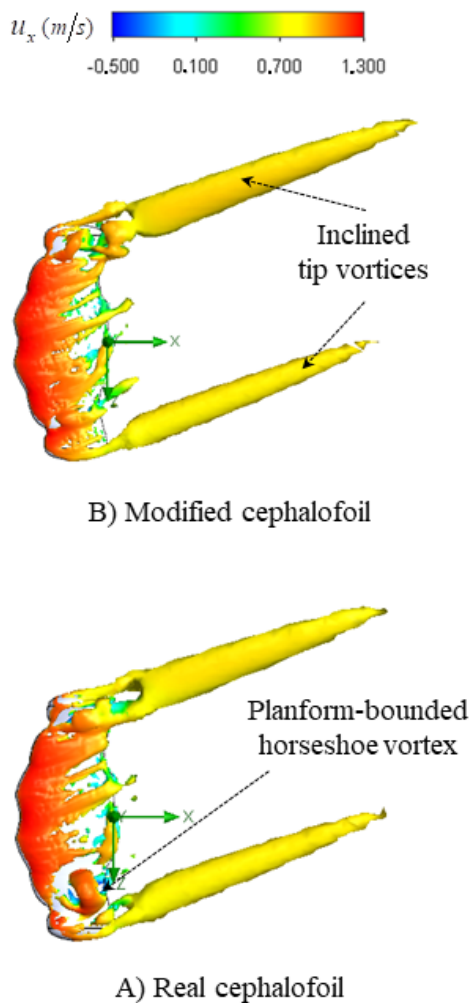 u_x (m/s)
-0.500 0.100 0.700 1.300
Inclined
tip vortices
X
B) Modified cephalofoil
Planform-bounded
horseshoe vortex
X
Z
A) Real cephalofoil